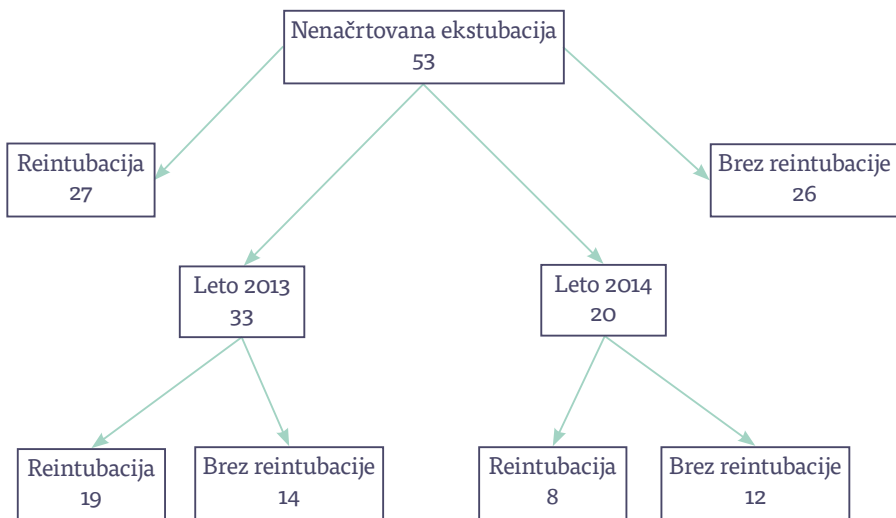 Nenačrtovana ekstubacija
53
Reintubacija
27
Brez reintubacije
26
Leto 2013
33
Leto 2014
20
Reintubacija
19
Brez reintubacije
14
Reintubacija
8
Brez reintubacije
12